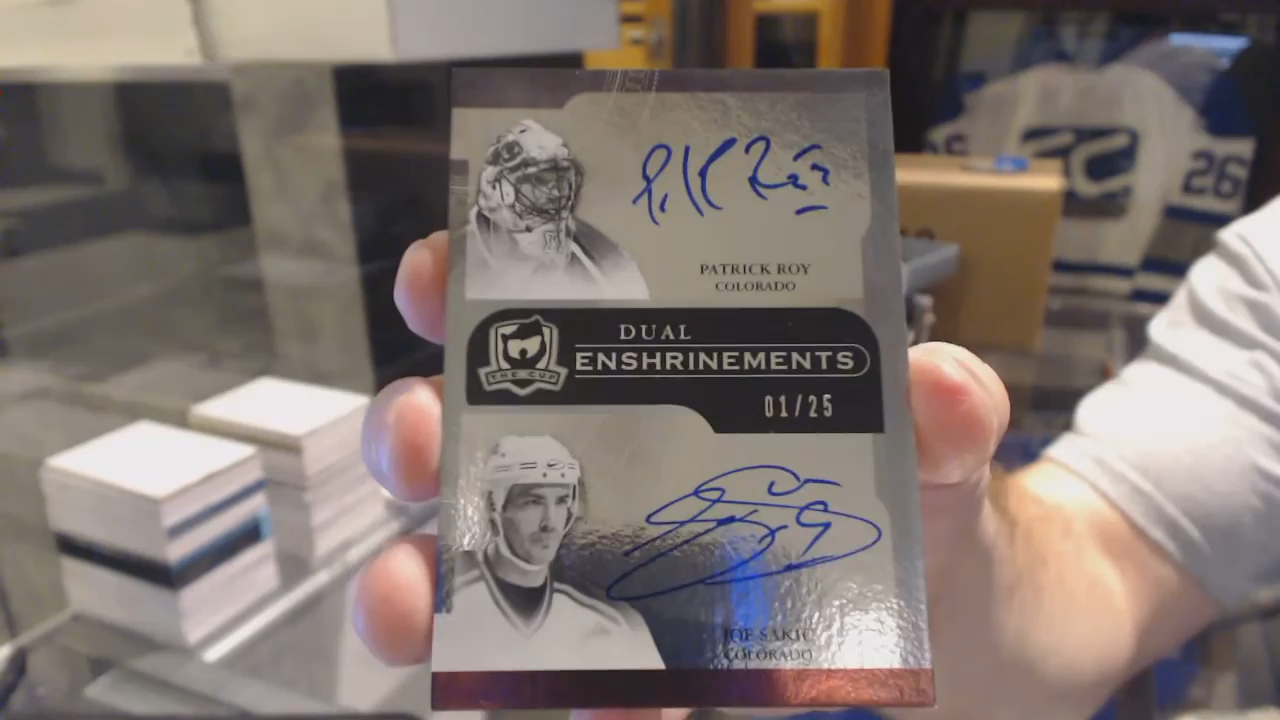 PATRICK ROY
COLORADO
DUAL
ENSHRINEMENTS
THE CUP
01/25
JOE SAKIC
COLORADO
26